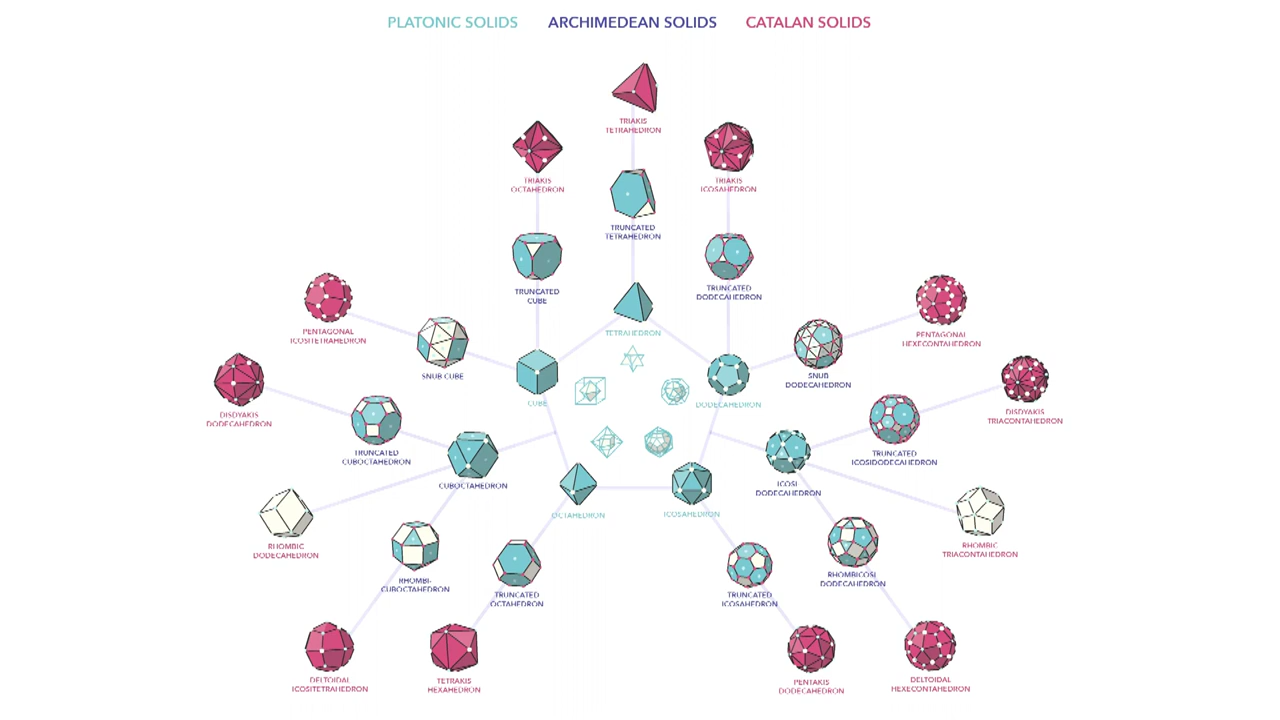 PLATONIC SOLIDS ARCHIMEDEAN SOLIDS CATALAN SOLIDS
TRIAKIS
TETRAHEDRON
TRIAKIS
OCTAHEDRON
TRIAKIS
ICOSAHEDRON
TRUNCATED
TETRAHEDRON
TRUNCATED
CUBE
TRUNCATED
DODECAHEDRON
PENTAGONAL
ICOSITETRAHEDRON
TETRAHEDRON
PENTAGONAL
HEXECONTAHEDRON
SNUB CUBE
SNUB
DODECAHEDRON
CUBE
DODECAHEDRON
DISDYAKIS
DODECAHEDRON
DISDYAKIS
TRIACONTAHEDRON
TRUNCATED
CUBOCTAHEDRON
TRUNCATED
ICOSIDODECAHEDRON
CUBOCTAHEDRON
ICOSI
DODECAHEDRON
OCTAHEDRON
ICOSAHEDRON
RHOMBIC
DODECAHEDRON
RHOMBIC
TRIACONTAHEDRON
RHOMBI-
CUBOCTAHEDRON
TRUNCATED
OCTAHEDRON
TRUNCATED
ICOSAHEDRON
RHOMBICOSI
DODECAHEDRON
DELTOIDAL
ICOSITETRAHEDRON
TETRAKIS
HEXAHEDRON
PENTAKIS
DODECAHEDRON
DELTOIDAL
HEXECONTAHEDRON